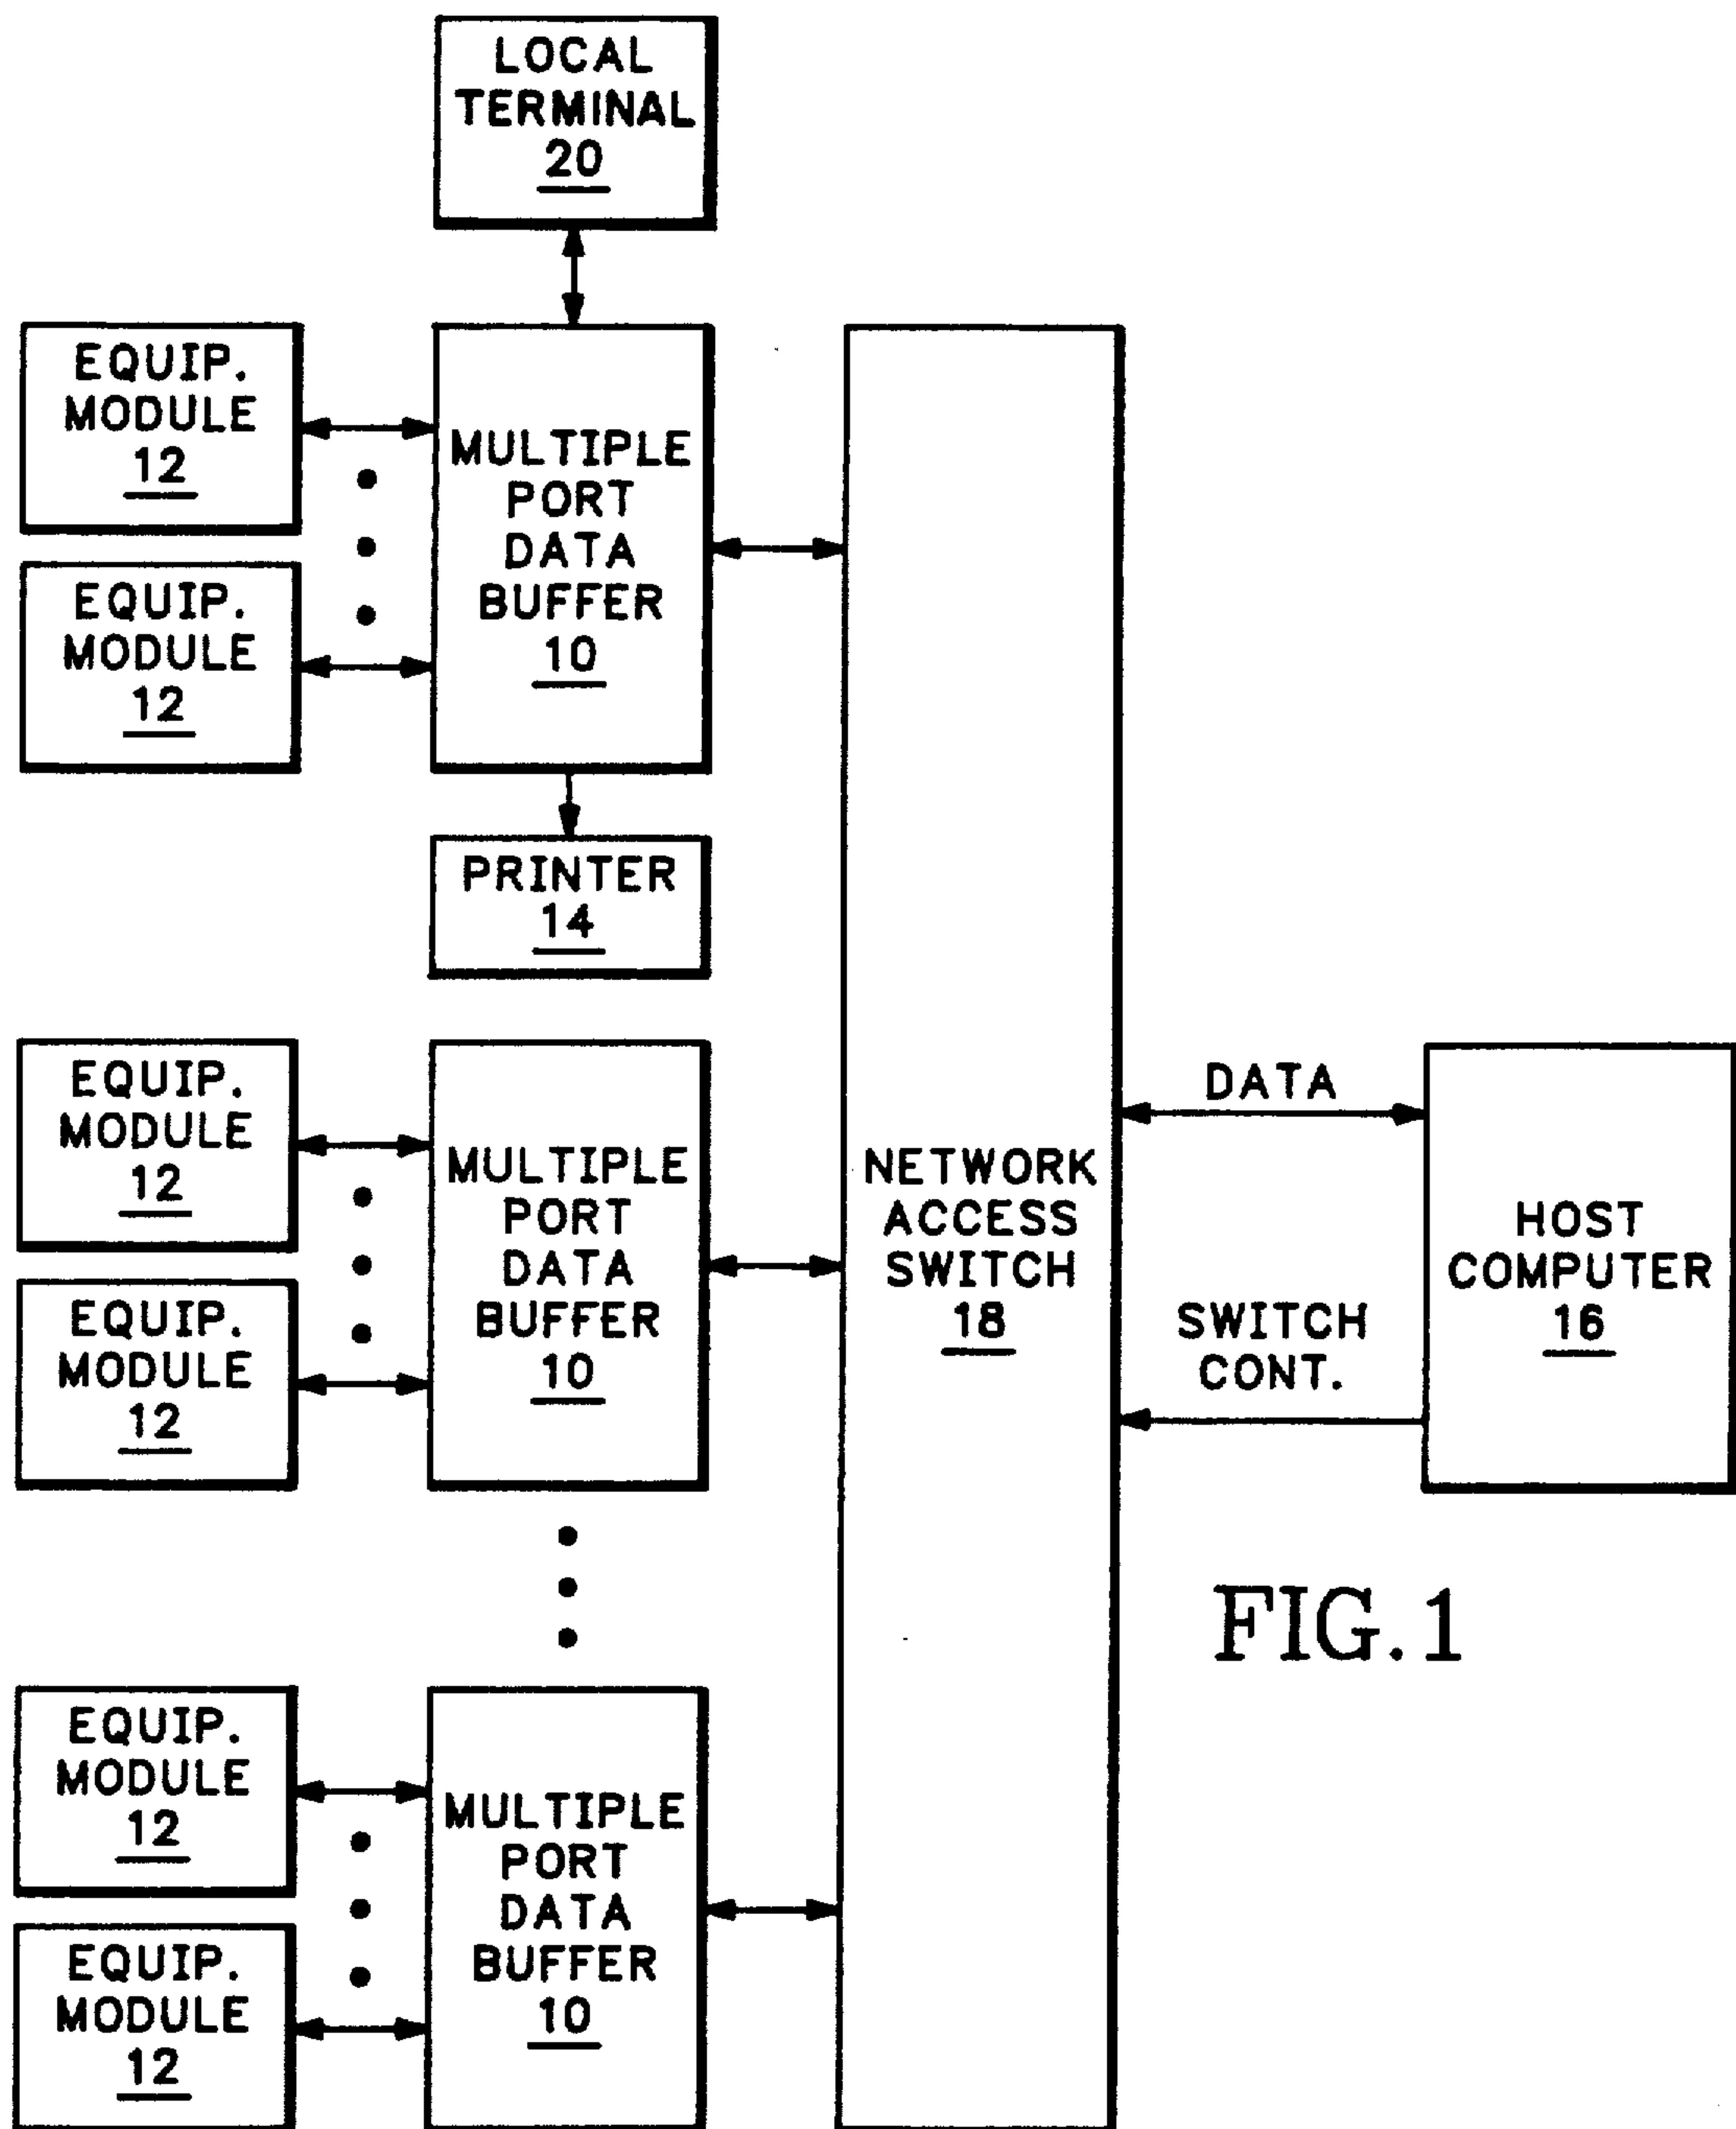 LOCAL
TERMINAL
20
EQUIP.
MODULE
12
EQUIP.
MODULE
12
MULTIPLE
PORT
DATA
BUFFER
10
PRINTER
14
EQUIP.
MODULE
12
EQUIP.
MODULE
12
MULTIPLE
PORT
DATA
BUFFER
10
EQUIP.
MODULE
12
EQUIP.
MODULE
12
MULTIPLE
PORT
DATA
BUFFER
10
NETWORK
ACCESS
SWITCH
18
DATA
SWITCH
CONT.
HOST
COMPUTER
16
FIG. 1